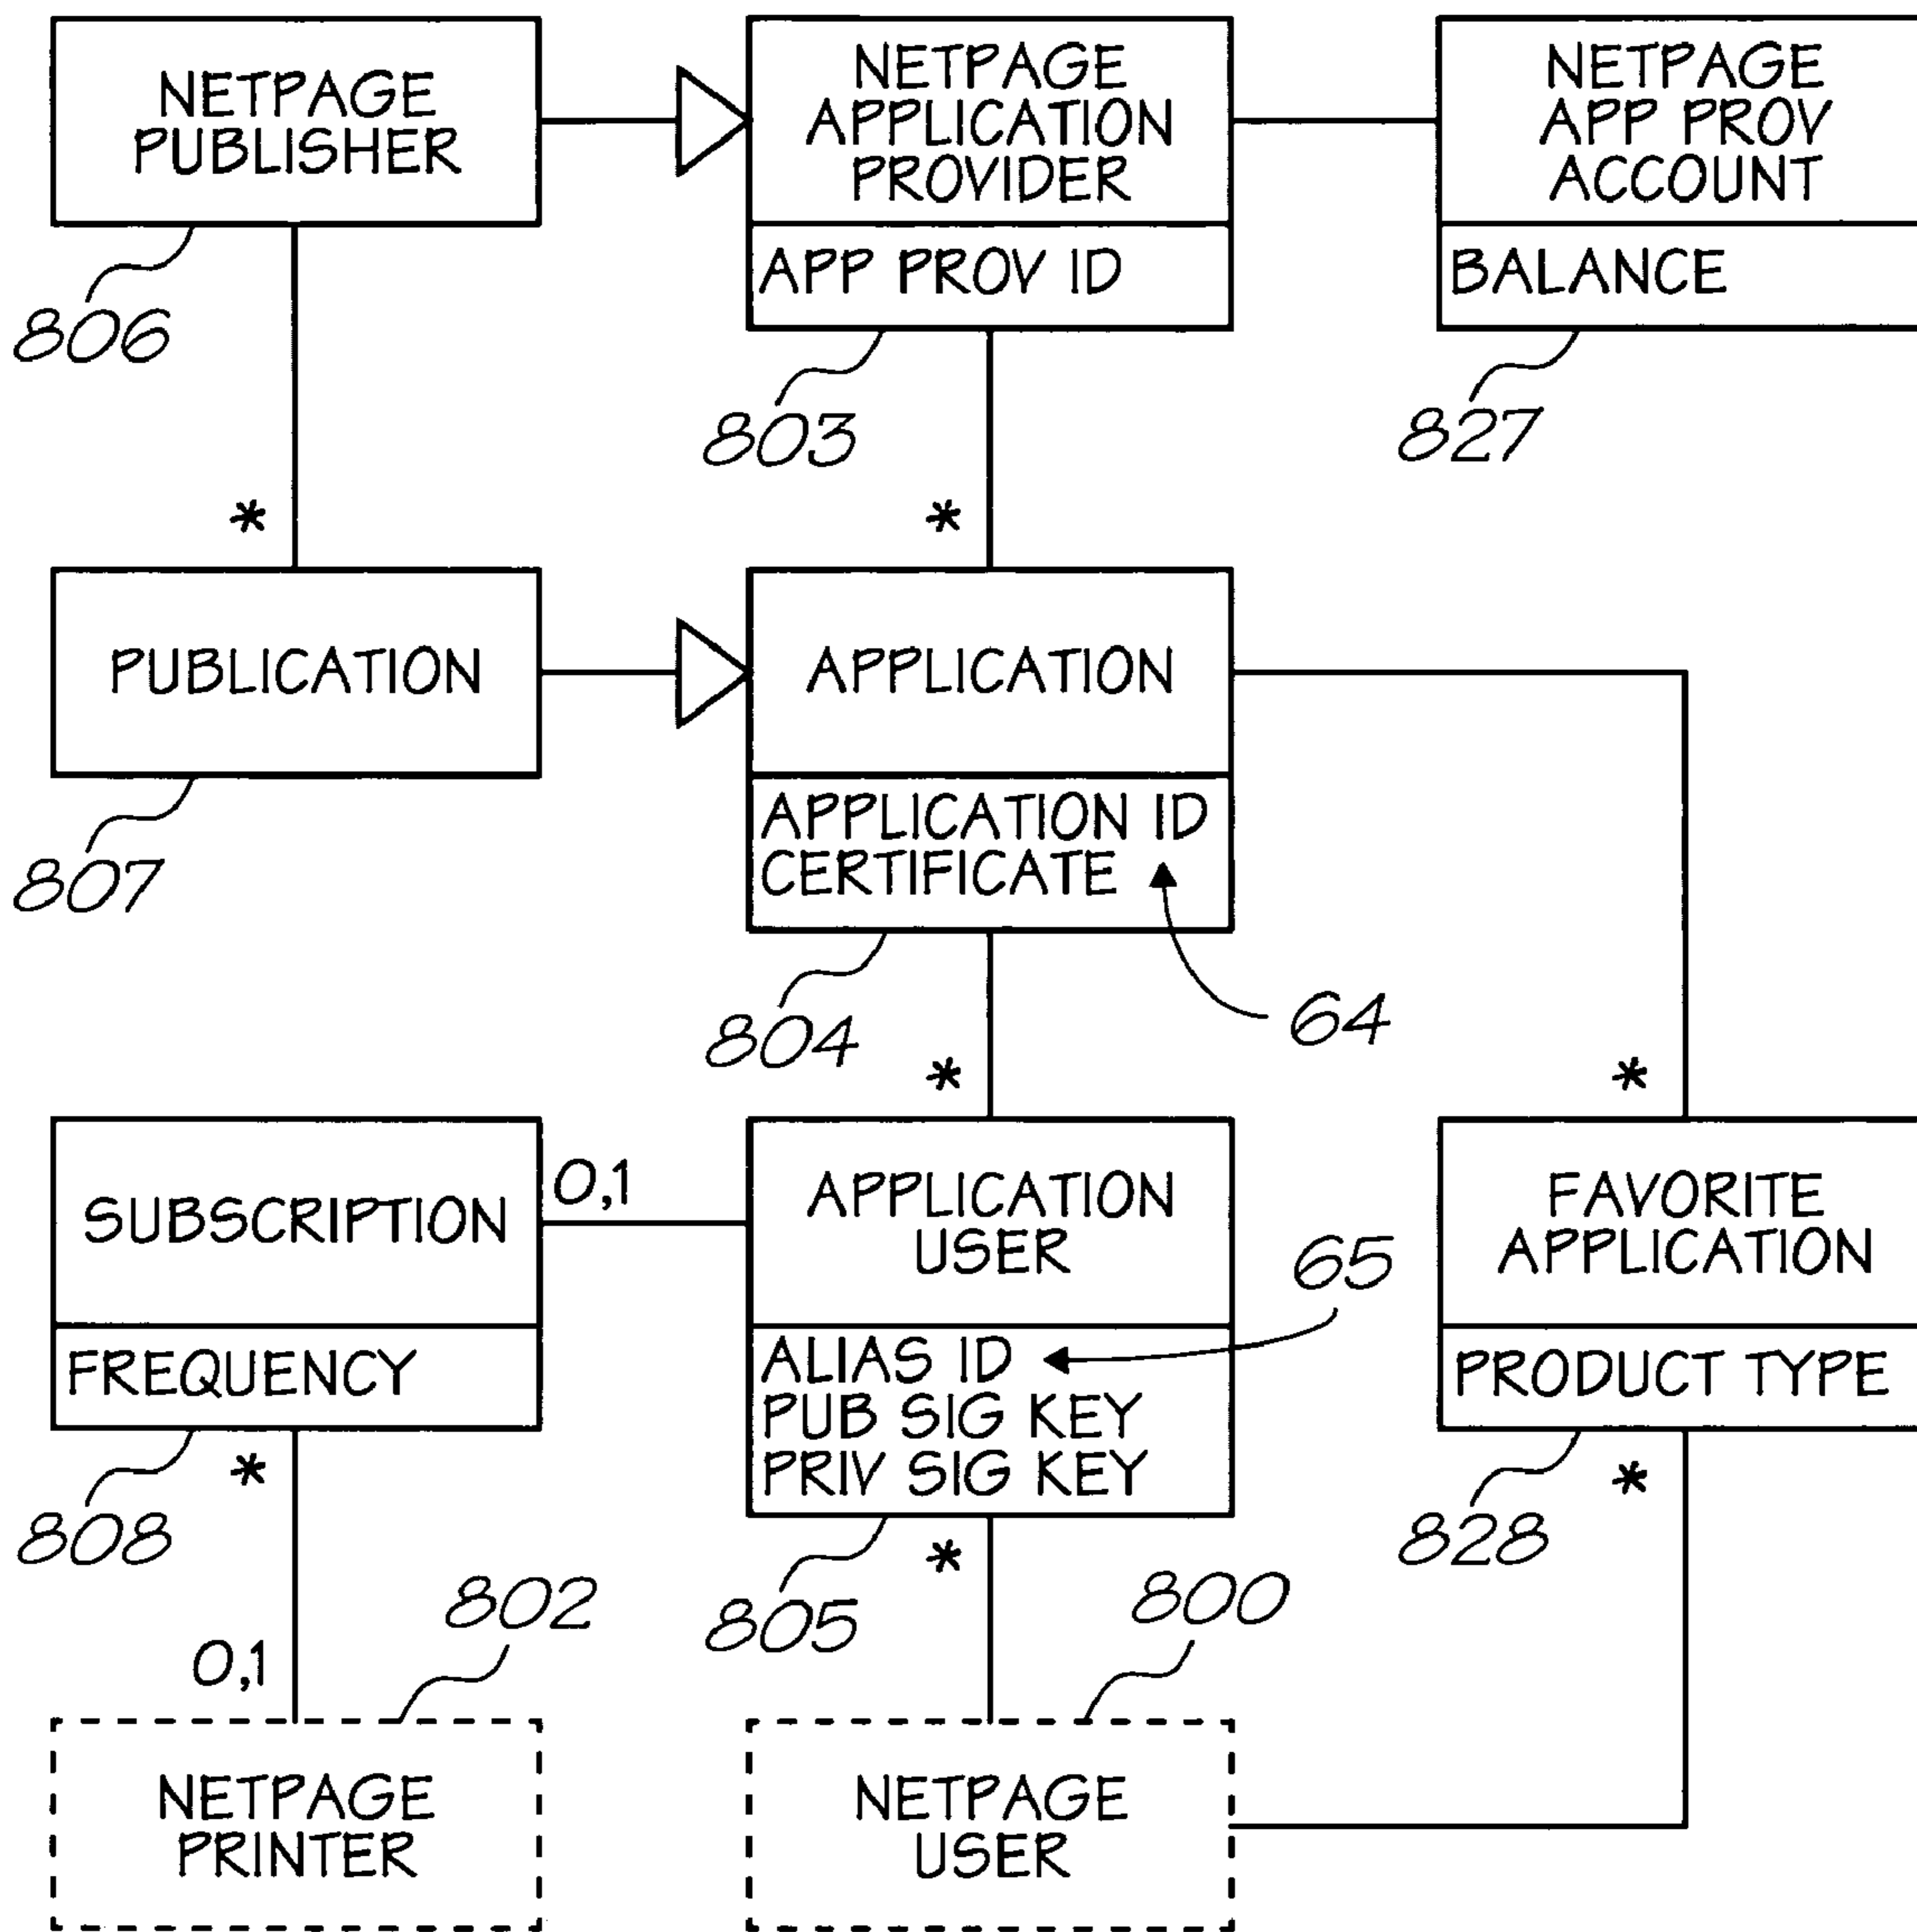 NETPAGE
PUBLISHER
NETPAGE
APPLICATION
PROVIDER
NETPAGE
APP PROV
ACCOUNT
APP PROV ID
BALANCE
806
803
827
*
*
PUBLICATION
APPLICATION
APPLICATION ID
CERTIFICATE
807
804
64
*
*
SUBSCRIPTION
0,1
APPLICATION
USER
FAVORITE
APPLICATION
65
FREQUENCY
ALIAS ID
PUB SIG KEY
PRIV SIG KEY
PRODUCT TYPE
808
*
805
*
828
*
802
800
0,1
NETPAGE
PRINTER
NETPAGE
USER